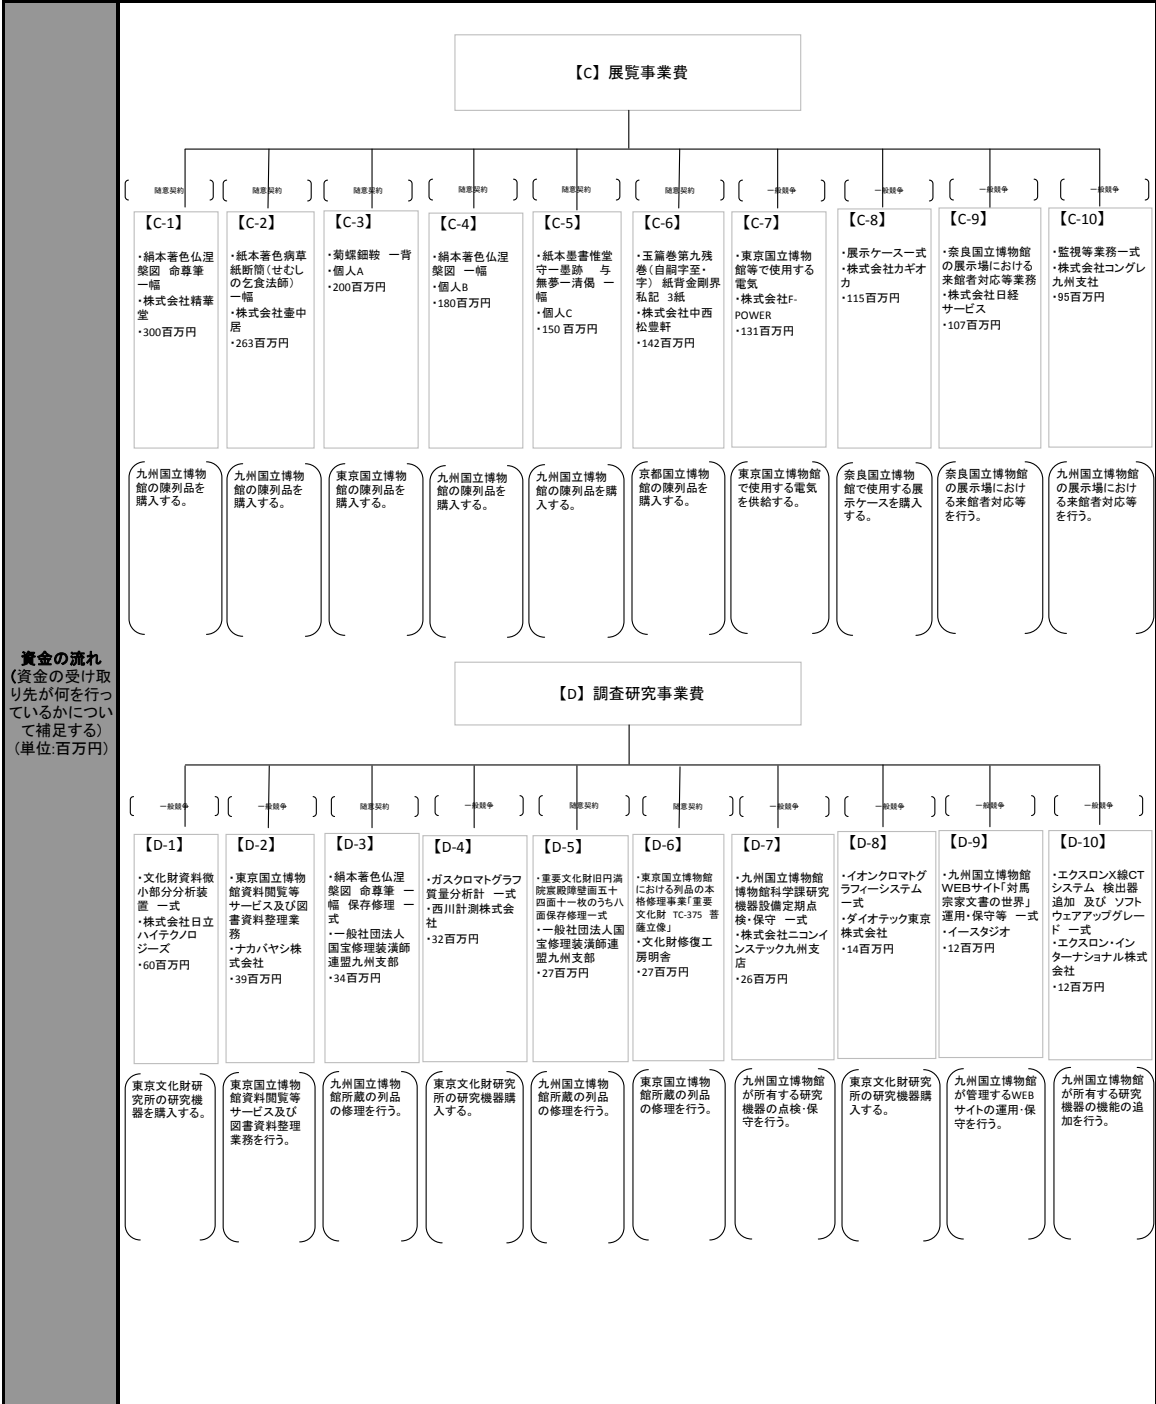 資金の流れ
(資金の受け取
り先が何を行っ
ているかについ
て補足する)
(単位:百万円)
【C】展覧事業費
随意契約
随意契約
随意契約
随意契約
随意契約
随意契約
一般競争
一般競争
一般競争
一般競争
【C-1】
・絹本著色仏涅
槃図 命尊筆
一幅
・株式会社精華
堂
・300百万円
【C-2】
・紙本著色病草
紙断簡(せむし
の乞食法師)
一幅
・株式会社壷中
居
・263百万円
【C-3】
・菊螺鈿鞍 一背
・個人A
・200百万円
【C-4】
・絹本著色仏涅
槃図 一幅
・個人B
・180百万円
【C-5】
・紙本墨書惟堂
守一墨跡 与
無夢一清偈 一
幅
・個人C
・150 百万円
【C-6】
・玉篇巻第九残
巻(自嗣字至・
字) 紙背金剛界
私記 3紙
・株式会社中西
松豊軒
・142百万円
【C-7】
・東京国立博物
館等で使用する
電気
・株式会社F-
POWER
・131百万円
【C-8】
・展示ケース一式
・株式会社カギオ
カ
・115百万円
【C-9】
・奈良国立博物館
の展示場における
来館者対応等業務
・株式会社日経
サービス
・107百万円
【C-10】
・監視等業務一式
・株式会社コングレ
九州支社
・95百万円
九州国立博物
館の陳列品を
購入する。
九州国立博物
館の陳列品を
購入する。
東京国立博物
館の陳列品を
購入する。
九州国立博物
館の陳列品を
購入する。
九州国立博物
館の陳列品を購
入する。
京都国立博物
館の陳列品を
購入する。
東京国立博物館
で使用する電気
を供給する。
奈良国立博物
館で使用する展
示ケースを購入
する。
奈良国立博物館
の展示場におけ
る来館者対応等
を行う。
九州国立博物館
の展示場におけ
る来館者対応等
を行う。
【D】調査研究事業費
一般競争
一般競争
随意契約
一般競争
随意契約
随意契約
一般競争
一般競争
一般競争
一般競争
【D-1】
・文化財資料微
小部分分析装
置 一式
・株式会社日立
ハイテクノロ
ジーズ
・60百万円
【D-2】
・東京国立博物
館資料閲覧等
サービス及び図
書資料整理業
務
・ナカバヤシ株
式会社
・39百万円
【D-3】
・絹本著色仏涅
槃図 命尊筆 一
幅 保存修理 一
式
・一般社団法人
国宝修理装潢師
連盟九州支部
・34百万円
【D-4】
・ガスクロマトグラフ
質量分析計 一式
・西川計測株式会
社
・32百万円
【D-5】
・重要文化財旧円満
院宸殿障壁画五十
四面十一枚のうち八
面保存修理一式
・一般社団法人国
宝修理装潢師連
盟九州支部
・27百万円
【D-6】
・東京国立博物館
における列品の本
格修理事業「重要
文化財 TC-375 菩
薩立像」
・文化財修復工
房明舎
・27百万円
【D-7】
・九州国立博物館
博物館科学課研究
機器設備定期点
検・保守 一式
・株式会社ニコンイ
ンステック九州支
店
・26百万円
【D-8】
・イオンクロマトグ
ラフィーシステム
一式
・ダイオテック東京
株式会社
・14百万円
【D-9】
・九州国立博物館
WEBサイト「対馬
宗家文書の世界」
運用・保守等 一式
・イースタジオ
・12百万円
【D-10】
・エクスロンX線CT
システム 検出器
追加 及び ソフト
ウェアアップグレー
ド 一式
・エクスロン・イン
ターナショナル株式
会社
・12百万円
東京文化財研
究所の研究機
器を購入する。
東京国立博物
館資料閲覧等
サービス及び
図書資料整理
業務を行う。
九州国立博物
館所蔵の列品
の修理を行う。
東京文化財研究
所の研究機器購
入する。
九州国立博物
館所蔵の列品
の修理を行う。
東京国立博物
館所蔵の列品
の修理を行う。
九州国立博物館
が所有する研究
機器の点検・保
守を行う。
東京文化財研究
所の研究機器購
入する。
九州国立博物館
が管理するWEB
サイトの運用・保
守を行う。
九州国立博物館
が所有する研究
機器の機能の追
加を行う。